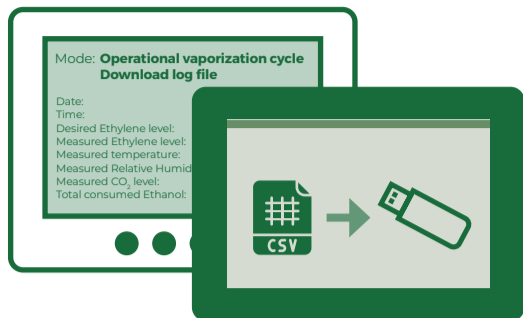 Mode: Operational vaporization cycle
Download log file
Date:
Time:
Desired Ethylene level:
Measured Ethylene level:
Measured temperature:
Measured Relative Humid
Measured CO₂ level:
Total consumed Ethanol:
CSV